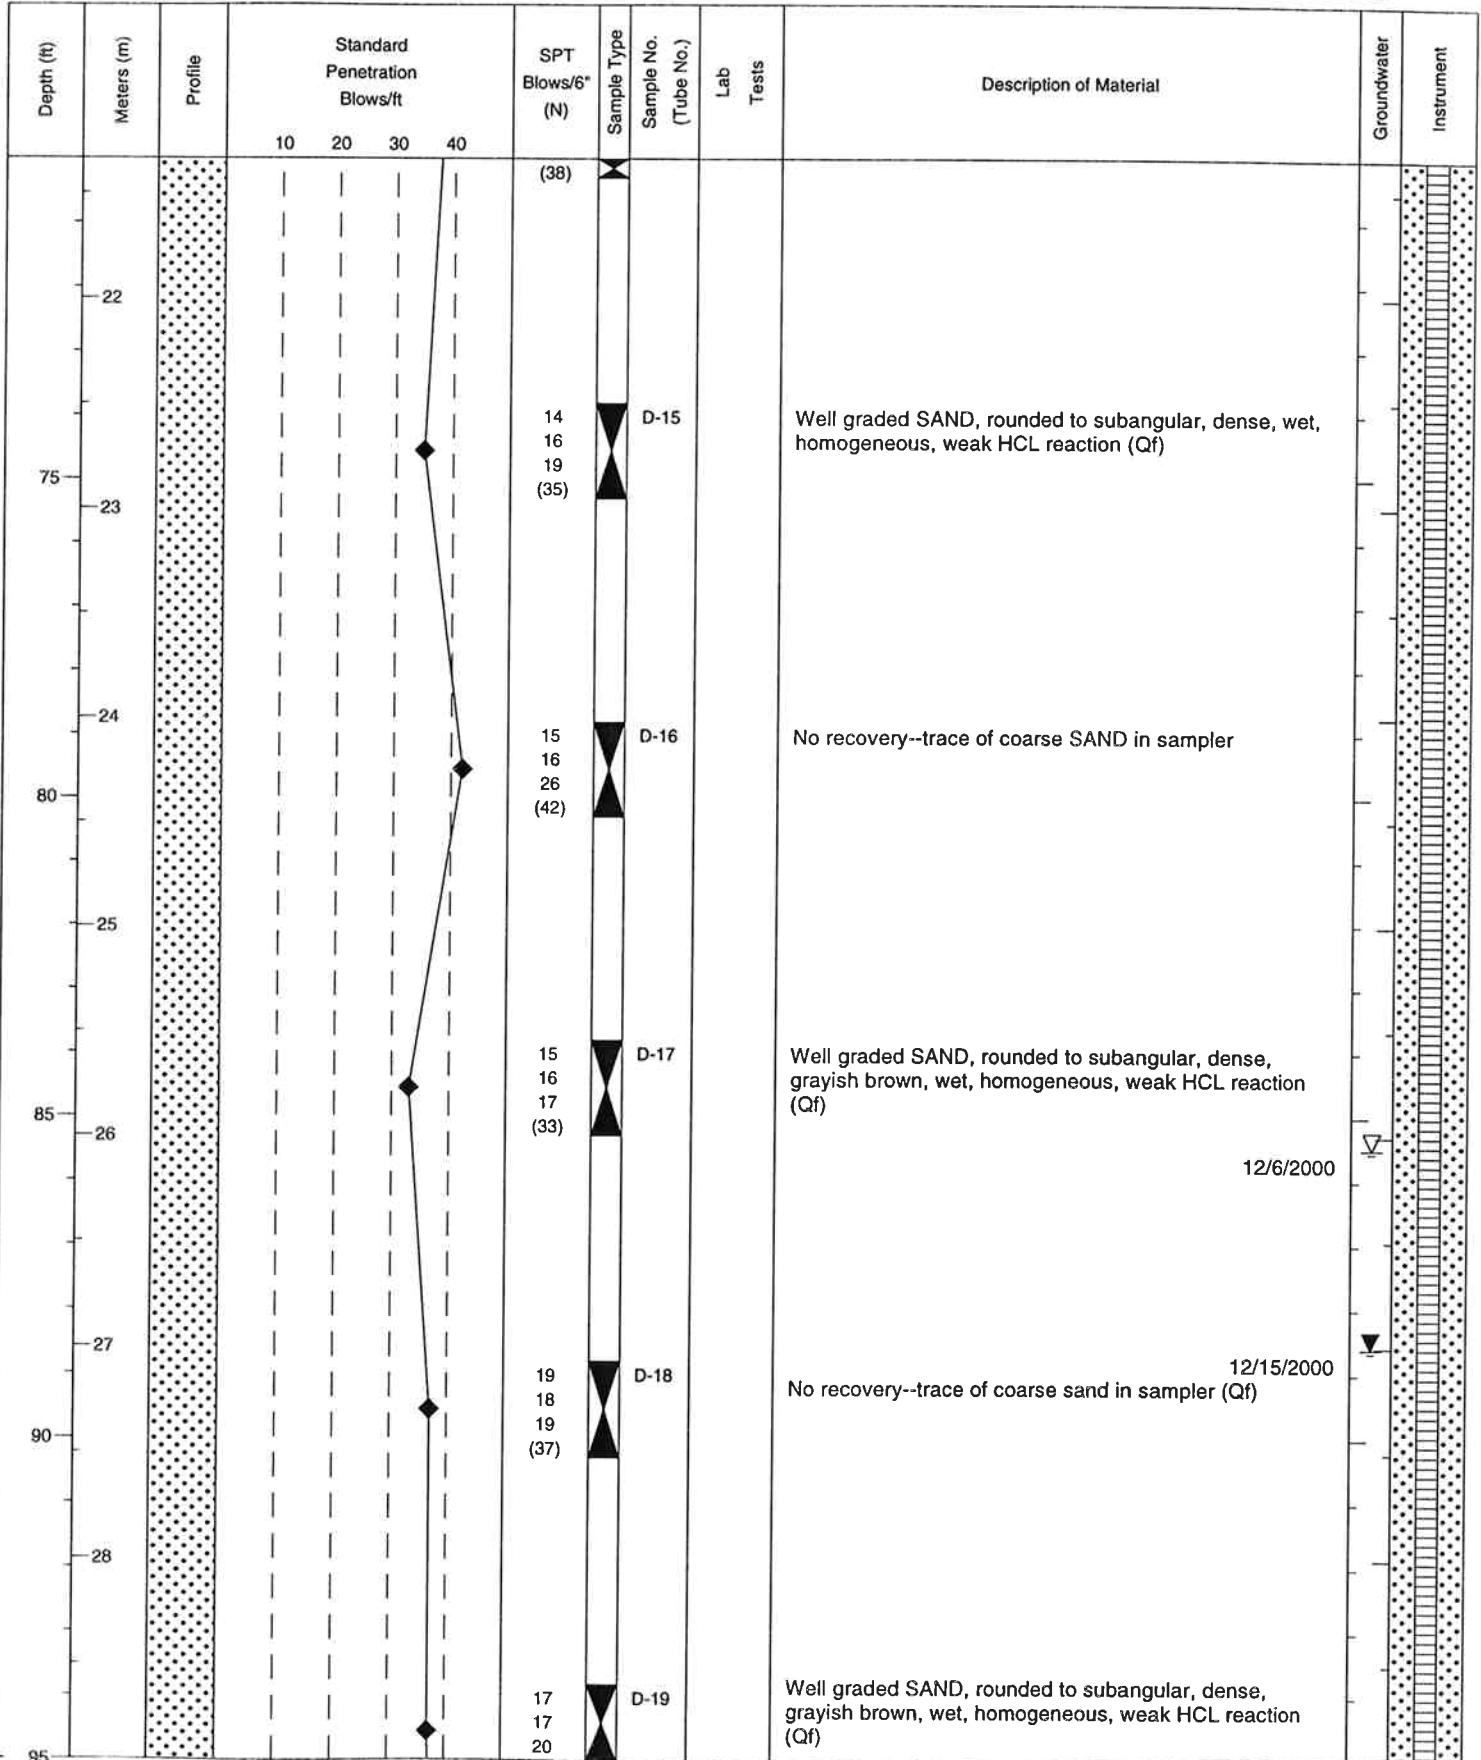 Depth (ft)
Meters (m)
Profile
Standard
Penetration
Blows/ft
10 20 30 40
SPT
Blows/6"
(N)
Sample Type
Sample No.
(Tube No.)
Lab
Tests
Description of Material
Groundwater
Instrument
(38)
22
14 D-15 Well graded SAND, rounded to subangular, dense, wet,
16 homogeneous, weak HCL reaction (Qf)
19
75 (35)
23
24
15 D-16 No recovery--trace of coarse SAND in sampler
16
26
80 (42)
25
15 D-17 Well graded SAND, rounded to subangular, dense,
16 grayish brown, wet, homogeneous, weak HCL reaction
17 (Qf)
85 (33)
26
12/6/2000
27
12/15/2000
19 D-18
18 No recovery--trace of coarse sand in sampler (Qf)
19
90 (37)
28
17 D-19 Well graded SAND, rounded to subangular, dense,
17 grayish brown, wet, homogeneous, weak HCL reaction
20 (Qf)
95